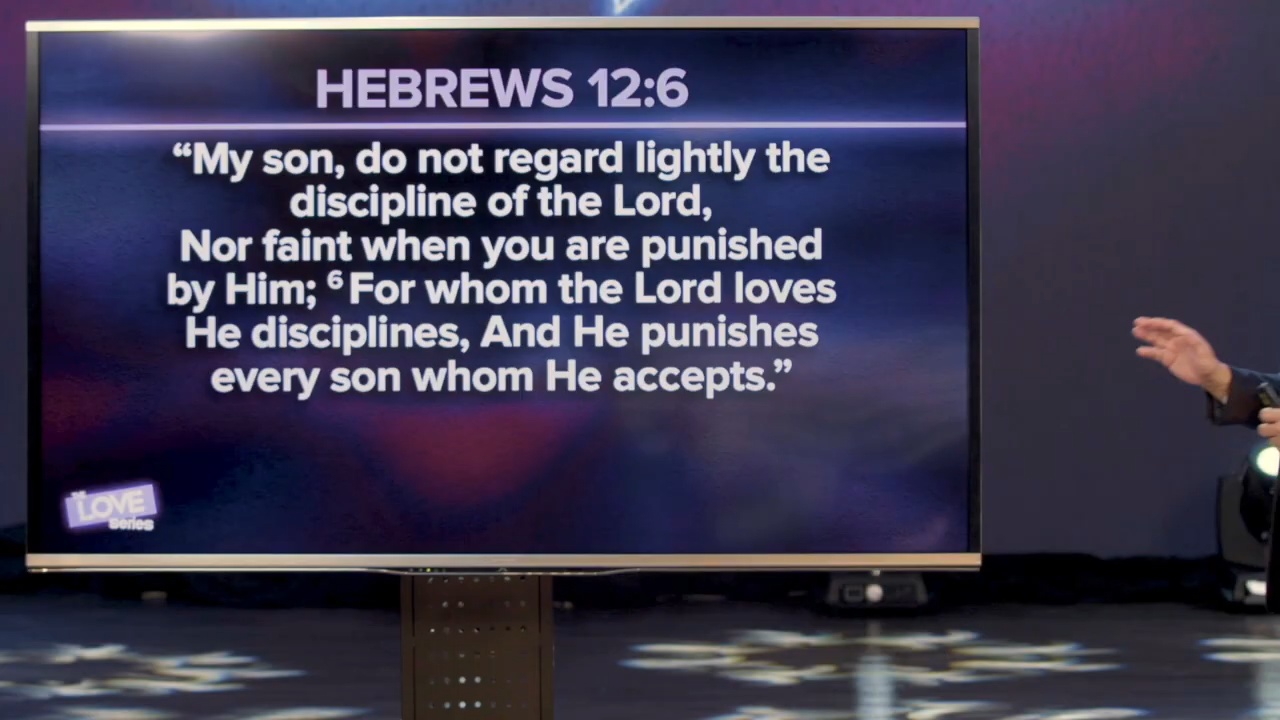 HEBREWS 12:6
“My son, do not regard lightly the
discipline of the Lord,
Nor faint when you are punished
by Him; ⁶ For whom the Lord loves
He disciplines, And He punishes
every son whom He accepts.”
THE
LOVE
series